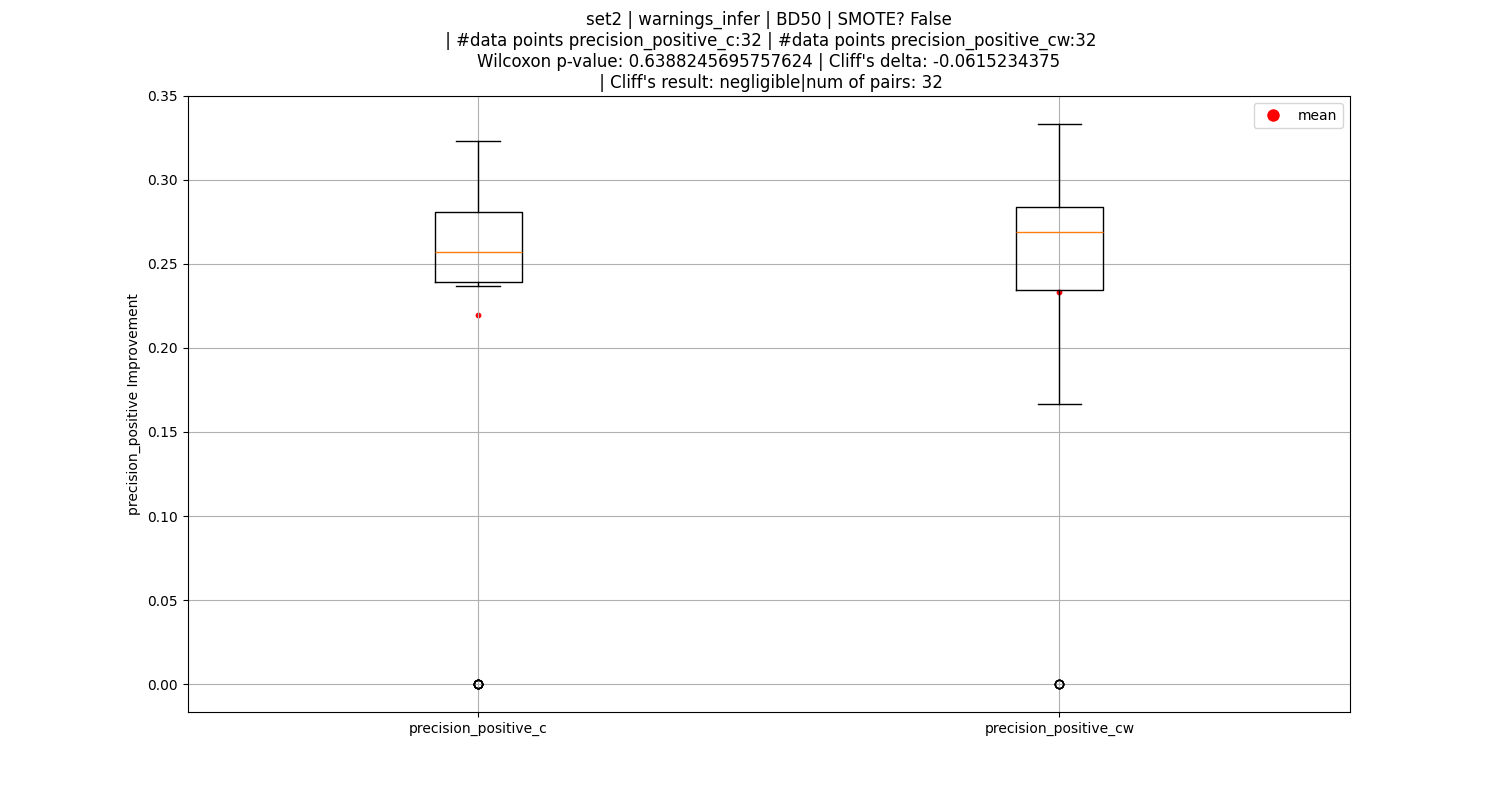 set2 | warnings_infer | BD50 | SMOTE? False
| #data points precision_positive_c:32 | #data points precision_positive_cw:32
Wilcoxon p-value: 0.6388245695757624 | Cliff's delta: -0.0615234375
| Cliff's result: negligible|num of pairs: 32
mean
0.35
0.30
0.25
0.20
0.15
0.10
0.05
0.00
precision_positive Improvement
precision_positive_c
precision_positive_cw